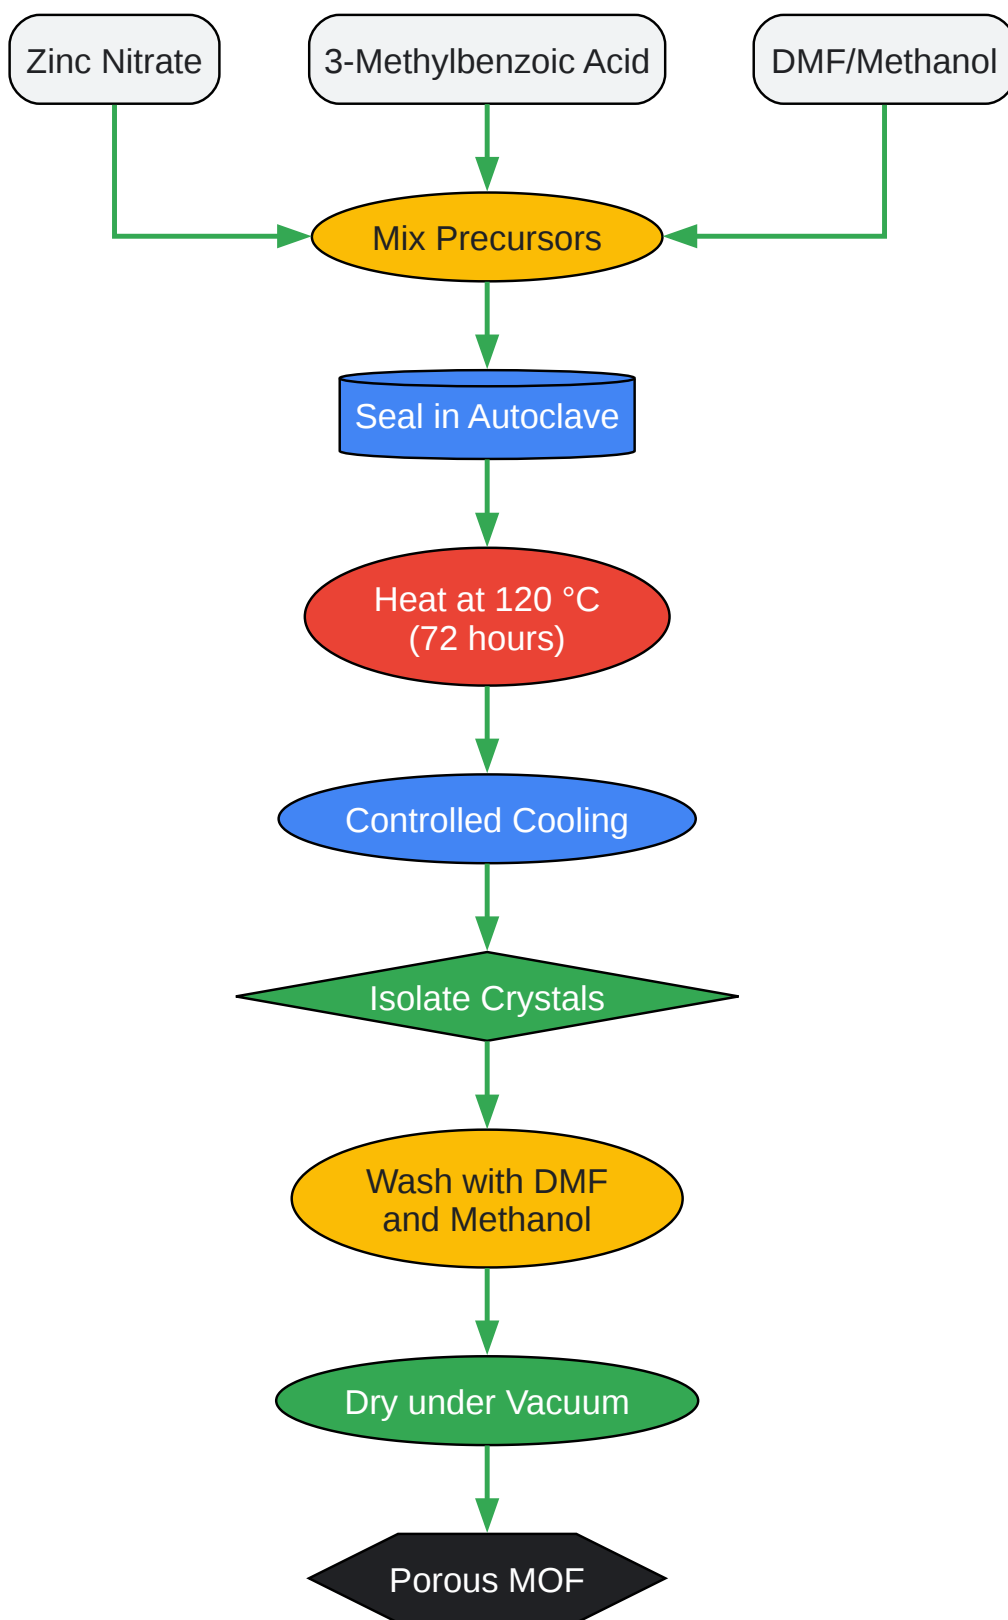 Zinc Nitrate
3-Methylbenzoic Acid
DMF/Methanol
Mix Precursors
Seal in Autoclave
Heat at 120 °C
(72 hours)
Controlled Cooling
Isolate Crystals
Wash with DMF
and Methanol
Dry under Vacuum
Porous MOF